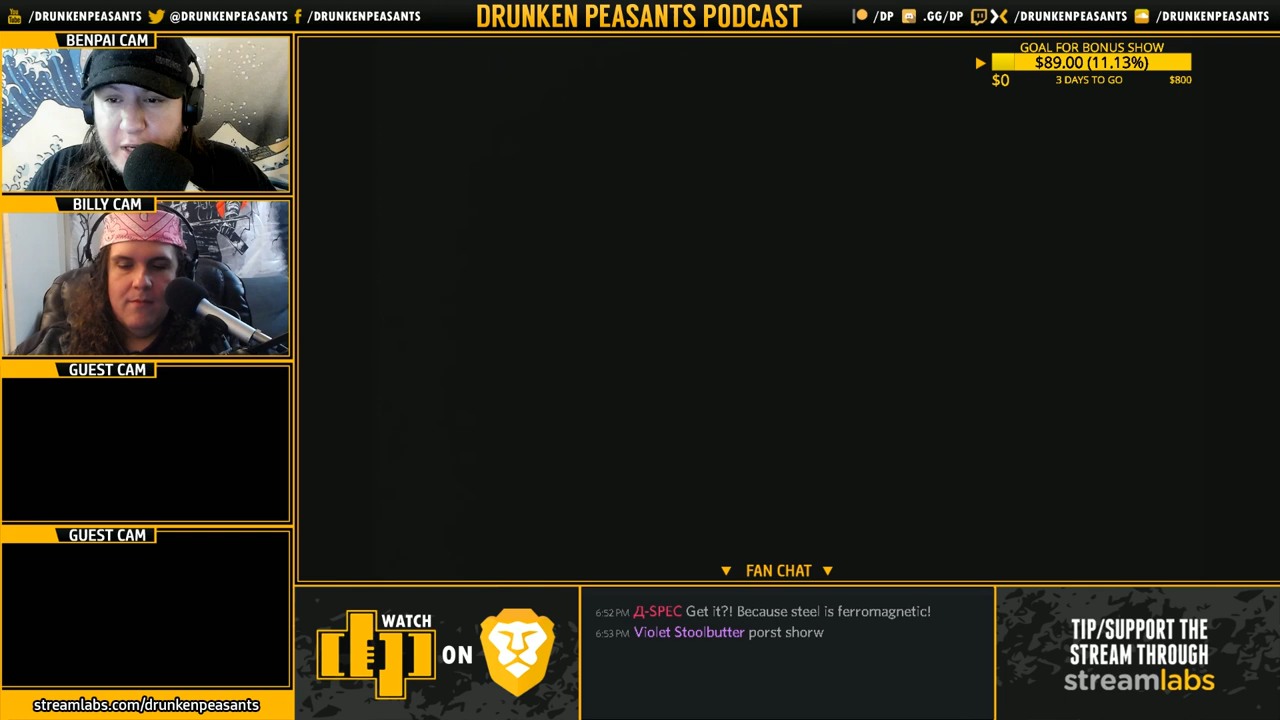 You Tube /DRUNKENPEASANTS @DRUNKENPEASANTS /DRUNKENPEASANTS
DRUNKEN PEASANTS PODCAST
/DP .GG/DP /DRUNKENPEASANTS /DRUNKENPEASANTS
BENPAI CAM
GOAL FOR BONUS SHOW
$89.00 (11.13%)
$0 3 DAYS TO GO $800
BILLY CAM
GUEST CAM
GUEST CAM
streamlabs.com/drunkenpeasants
FAN CHAT
WATCH
ON
6:52 PM Д-SPEC Get it?! Because steel is ferromagnetic!
6:53 PM Violet Stoolbutter porst shorw
TIP/SUPPORT THE
STREAM THROUGH
streamlabs